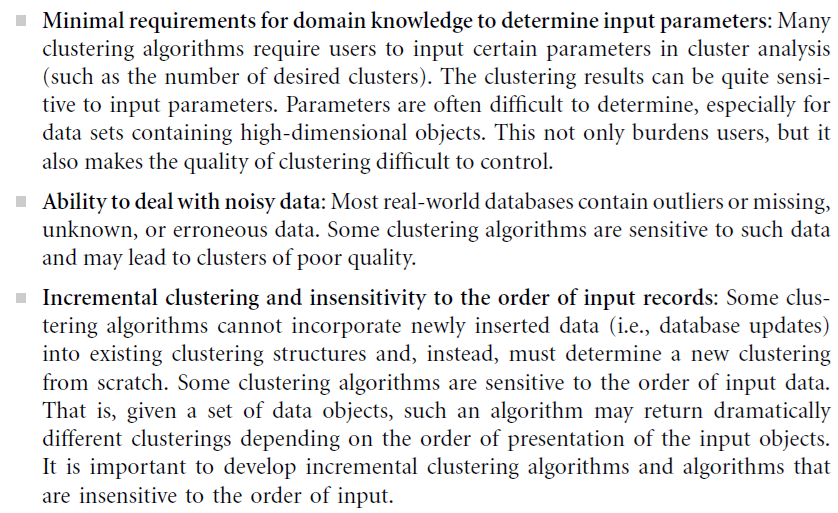 Minimal requirements for domain knowledge to determine input parameters: Many
clustering algorithms require users to input certain parameters in cluster analysis
(such as the number of desired clusters). The clustering results can be quite sensi-
tive to input parameters. Parameters are often difficult to determine, especially for
data sets containing high-dimensional objects. This not only burdens users, but it
also makes the quality of clustering difficult to control.
Ability to deal with noisy data: Most real-world databases contain outliers or missing,
unknown, or erroneous data. Some clustering algorithms are sensitive to such data
and may lead to clusters of poor quality.
Incremental clustering and insensitivity to the order of input records: Some clus-
tering algorithms cannot incorporate newly inserted data (i.e., database updates)
into existing clustering structures and, instead, must determine a new clustering
from scratch. Some clustering algorithms are sensitive to the order of input data.
That is, given a set of data objects, such an algorithm may return dramatically
different clusterings depending on the order of presentation of the input objects.
It is important to develop incremental clustering algorithms and algorithms that
are insensitive to the order of input.